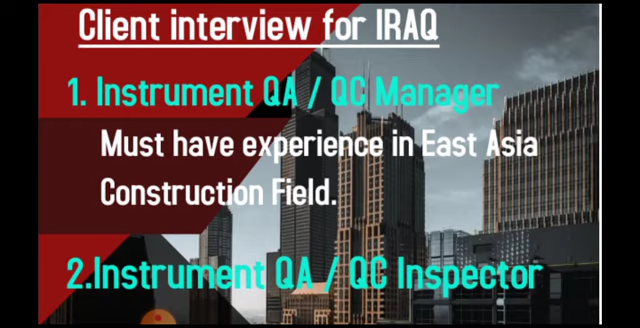 Client interview for IRAQ
1. Instrument QA / QC Manager
Must have experience in East Asia
Construction Field.
2.Instrument QA / QC Inspector